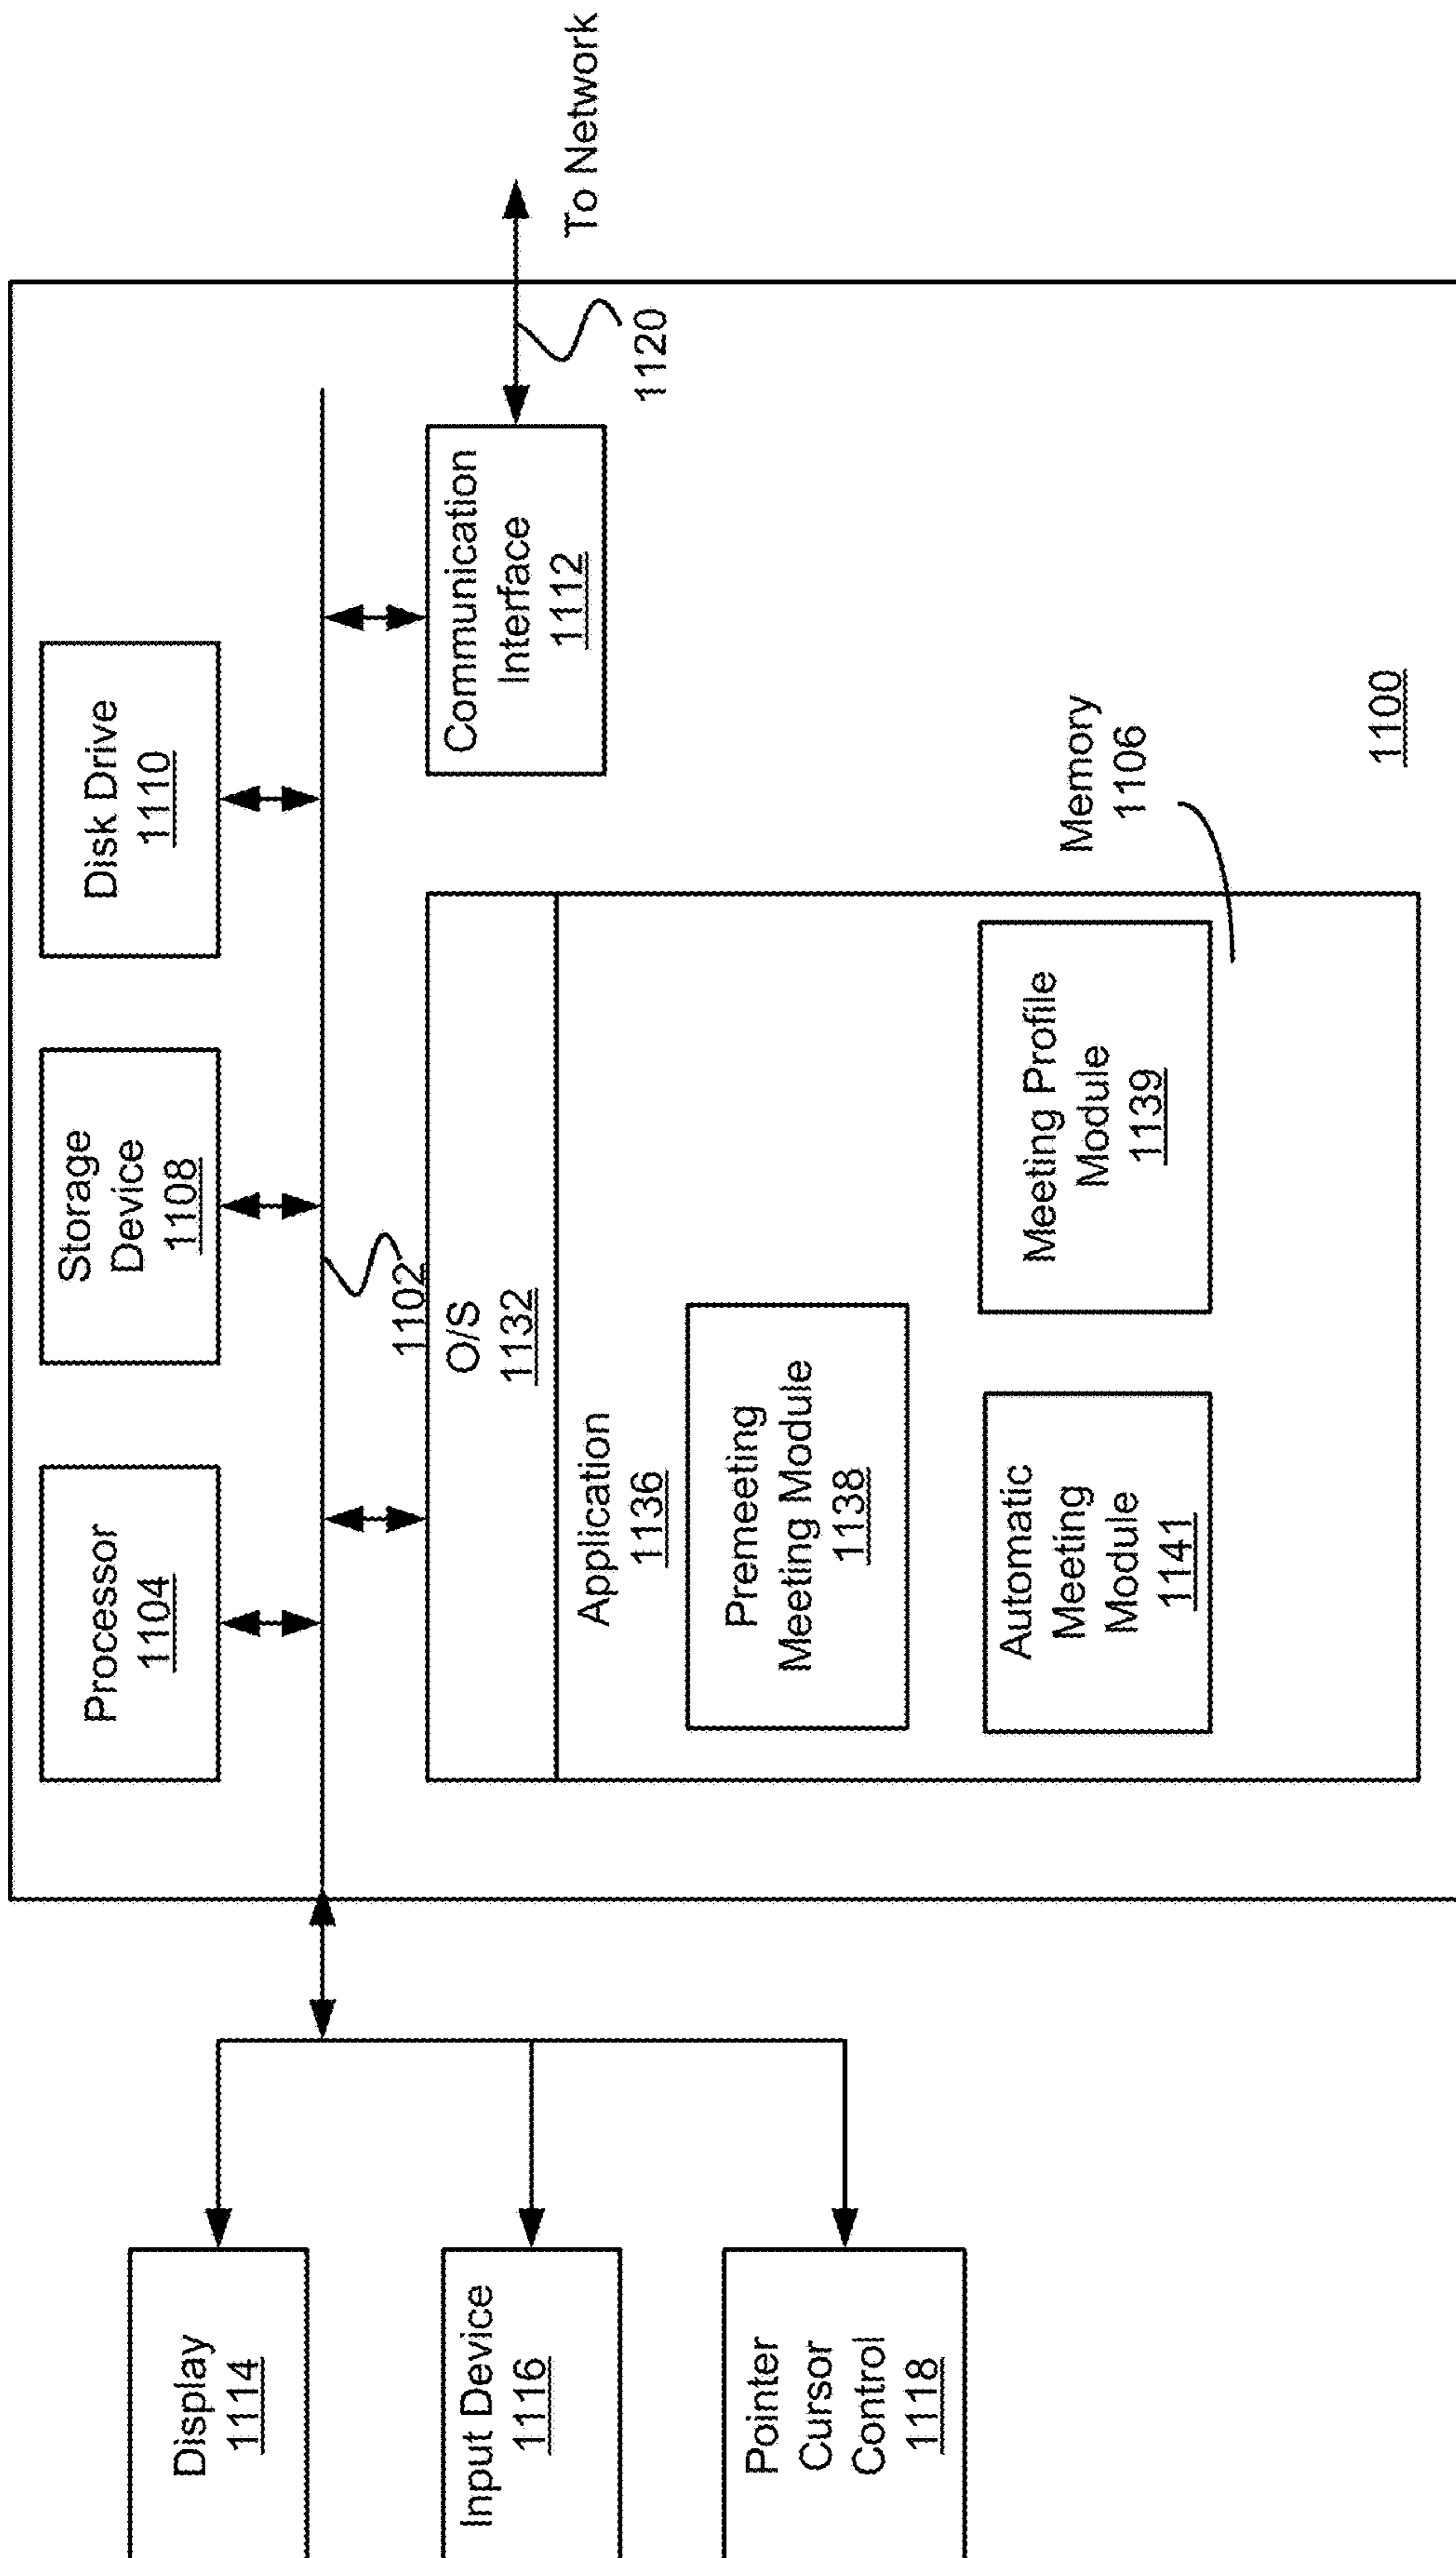 Display
1114
Input Device
1116
Pointer
Cursor
Control
1118
Processor
1104
Storage
Device
1108
Disk Drive
1110
1102
O/S
1132
Application
1136
Premeeting
Meeting Module
1138
Automatic
Meeting
Module
1141
Meeting Profile
Module
1139
Communication
Interface
1112
1120
To Network
Memory
1106
1100